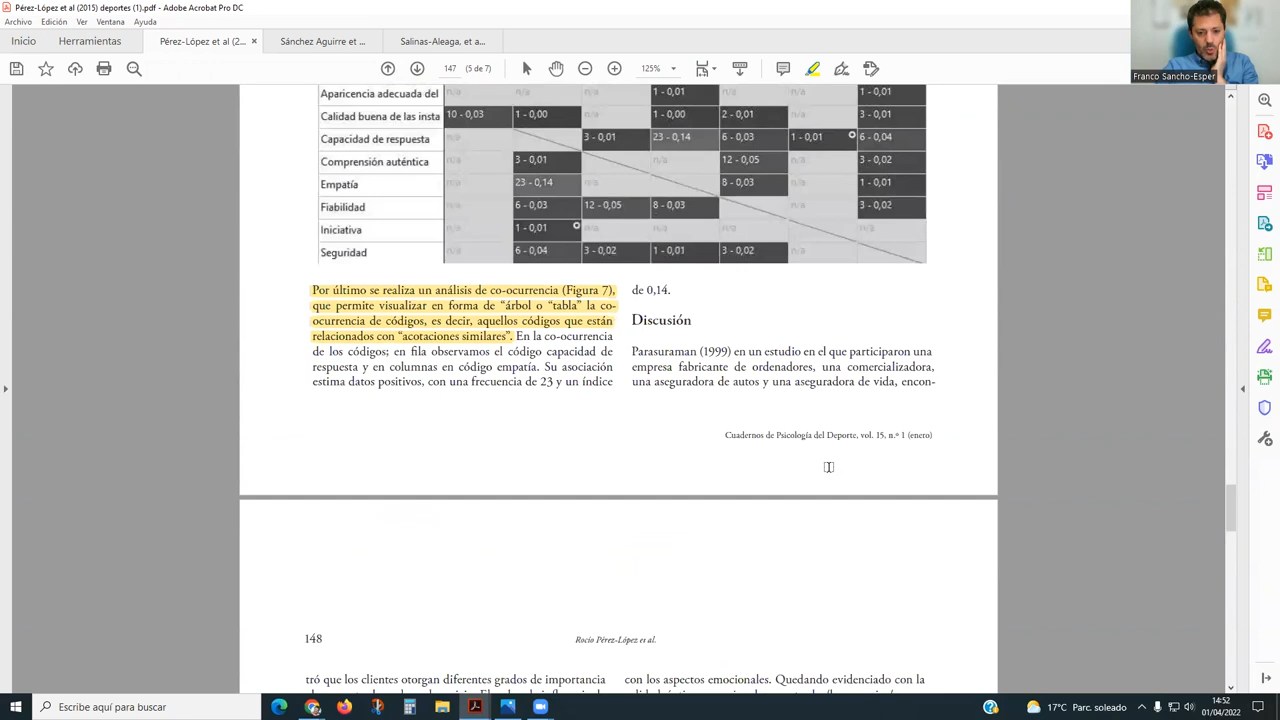 Pérez-López et al (2015) deportes (1).pdf - Adobe Acrobat Pro DC
Archivo Edición Ver Ventana Ayuda
Inicio Herramientas Pérez-López et al (2... × Sánchez Aguirre et ... Salinas-Aleaga, et a...
147 (5 de 7) 125%
Franco Sancho-Esper
Aparicencia adecuada del n/a n/a n/a 1 - 0,01 n/a n/a 1 - 0,01
Calidad buena de las insta 10 - 0,03 1 - 0,00 n/a 1 - 0,00 2 - 0,01 n/a 3 - 0,01
Capacidad de respuesta n/a 3 - 0,01 23 - 0,14 6 - 0,03 1 - 0,01 6 - 0,04
Comprensión auténtica n/a 3 - 0,01 n/a 12 - 0,05 n/a 3 - 0,02
Empatía n/a 23 - 0,14 n/a 8 - 0,03 n/a 1 - 0,01
Fiabilidad n/a 6 - 0,03 12 - 0,05 8 - 0,03 n/a 3 - 0,02
Iniciativa n/a 1 - 0,01 n/a n/a n/a n/a
Seguridad n/a 6 - 0,04 3 - 0,02 1 - 0,01 3 - 0,02 n/a
Por último se realiza un análisis de co-ocurrencia (Figura 7),
que permite visualizar en forma de “árbol o “tabla” la co-
ocurrencia de códigos, es decir, aquellos códigos que están
relacionados con “acotaciones similares”. En la co-ocurrencia
de los códigos; en fila observamos el código capacidad de
respuesta y en columnas en código empatía. Su asociación
estima datos positivos, con una frecuencia de 23 y un índice
de 0,14.
Discusión
Parasuraman (1999) en un estudio en el que participaron una
empresa fabricante de ordenadores, una comercializadora,
una aseguradora de autos y una aseguradora de vida, encon-
Cuadernos de Psicología del Deporte, vol. 15, n.º 1 (enero)
148 Rocío Pérez-López et al.
tró que los clientes otorgan diferentes grados de importancia
con los aspectos emocionales. Quedando evidenciado con la
Escribe aquí para buscar
17°C Parc. soleado
14:52
01/04/2022